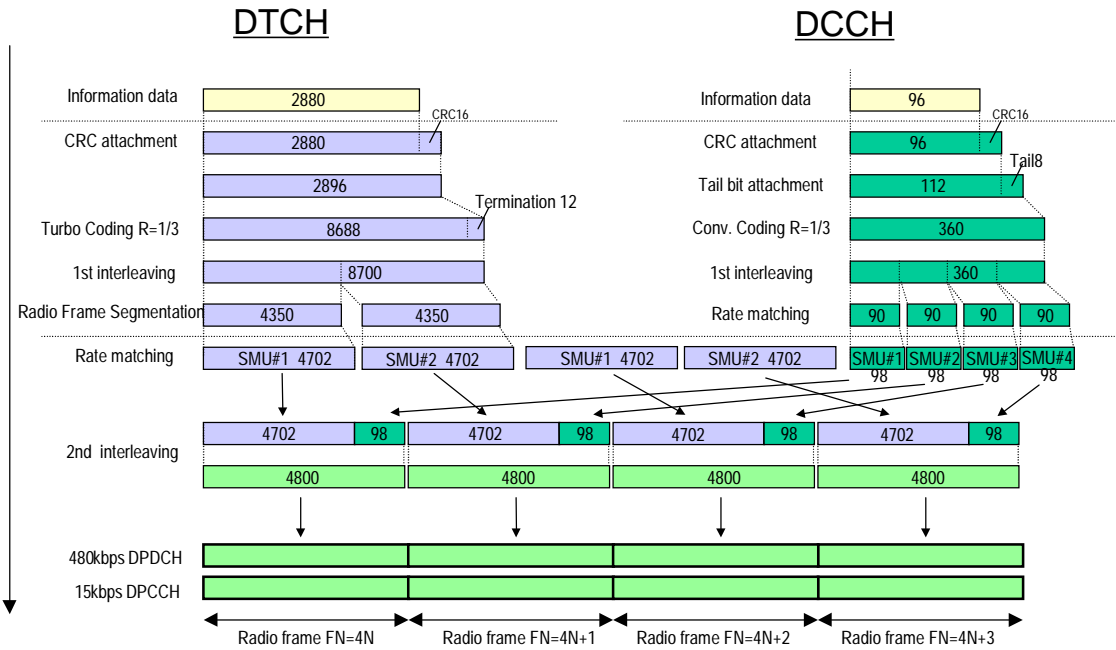 DTCH DCCH
Information data 2880 Information data 96
CRC16 CRC16
CRC attachment 2880 CRC attachment 96
Tail8
2896 Tail bit attachment 112
Termination 12
Turbo Coding R=1/3 8688 Conv. Coding R=1/3 360
1st interleaving 8700 1st interleaving 360
Radio Frame Segmentation 4350 4350 Rate matching 90 90 90 90
Rate matching SMU#1 4702 SMU#2 4702 SMU#1 4702 SMU#2 4702 SMU#1 SMU#2 SMU#3 SMU#4
98 98 98 98
4702 98 4702 98 4702 98 4702 98
2nd interleaving
4800 4800 4800 4800
480kbps DPDCH
15kbps DPCCH
Radio frame FN=4N Radio frame FN=4N+1 Radio frame FN=4N+2 Radio frame FN=4N+3